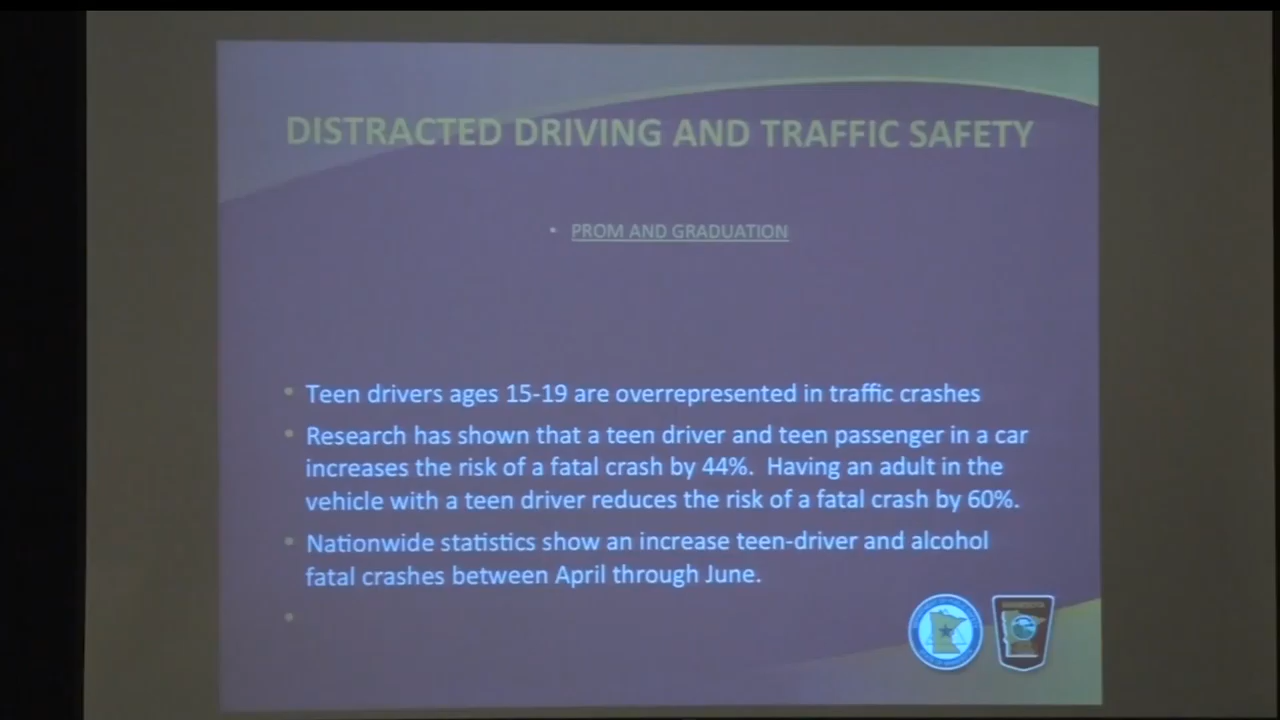 DISTRACTED DRIVING AND TRAFFIC SAFETY
• PROM AND GRADUATION
• Teen drivers ages 15-19 are overrepresented in traffic crashes
• Research has shown that a teen driver and teen passenger in a car
increases the risk of a fatal crash by 44%.  Having an adult in the
vehicle with a teen driver reduces the risk of a fatal crash by 60%.
• Nationwide statistics show an increase teen-driver and alcohol
fatal crashes between April through June.
•
MINNESOTA